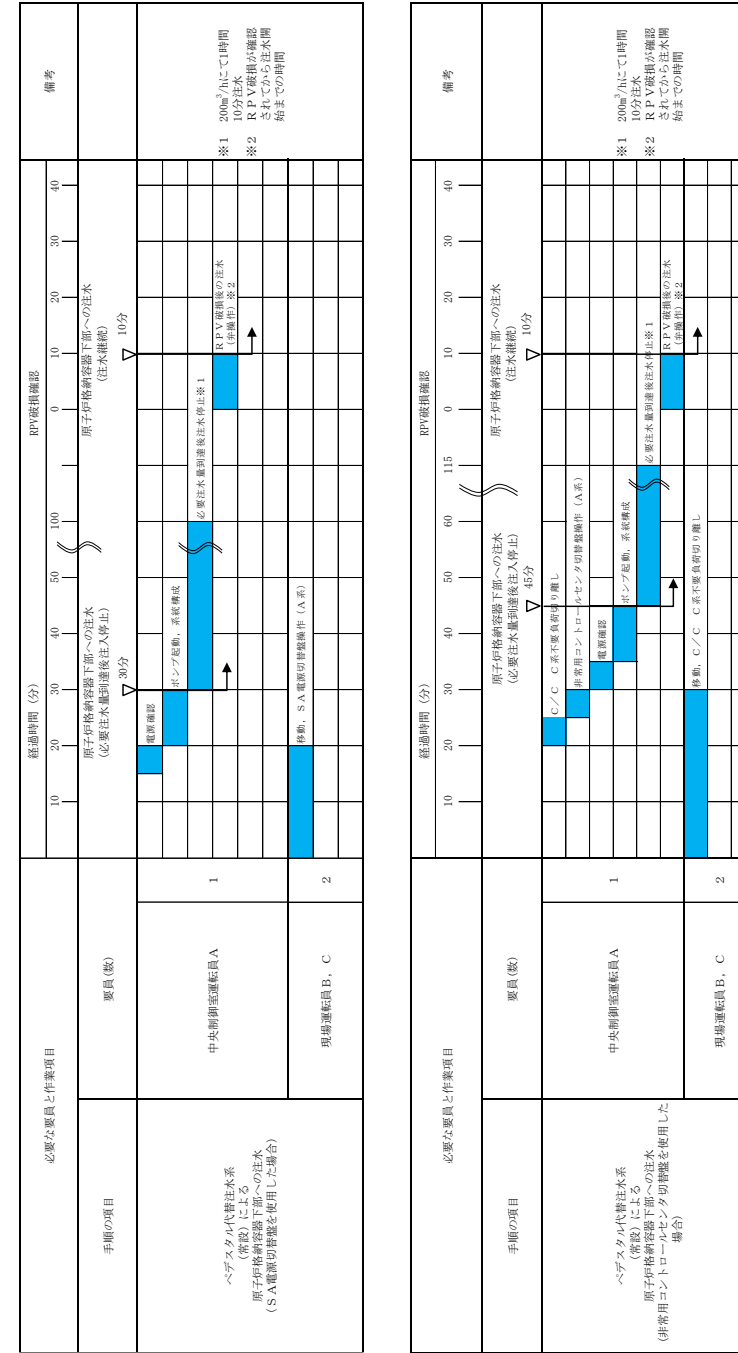 必要な要員と作業項目
経過時間 (分)
RPV破損確認
備考
手順の項目
要員(数)
10
20
30
40
50
100
0
10
20
30
40
原子炉格納容器下部への注水
(必要注水量到達後注入停止)
30分
原子炉格納容器下部への注水
(注水継続)
10分
ペデスタル代替注水系
(常設) による
原子炉格納容器下部への注水
(SA電源切替盤を使用した場合)
中央制御室運転員A
1
電源確認
ポンプ起動, 系統構成
必要注水量到達後注水停止※1
RPV破損後の注水
(弁操作) ※2
現場運転員B, C
2
移動, SA電源切替盤操作 (A系)
※1 200m³/hにて1時間
10分注水
※2 RPV破損が確認
されてから注水開
始までの時間
必要な要員と作業項目
経過時間 (分)
RPV破損確認
備考
手順の項目
要員(数)
10
20
30
45
60
115
0
10
20
30
40
原子炉格納容器下部への注水
(必要注水量到達後注入停止)
45分
原子炉格納容器下部への注水
(注水継続)
10分
ペデスタル代替注水系
(常設) による
原子炉格納容器下部への注水
(非常用コントロールセンタ切替盤を使用した
場合)
中央制御室運転員A
1
C/C C系不要負荷切り離し
非常用コントロールセンタ切替盤操作 (A系)
電源確認
ポンプ起動, 系統構成
必要注水量到達後注水停止※1
RPV破損後の注水
(弁操作) ※2
現場運転員B, C
2
移動, C/C C系不要負荷切り離し
※1 200m³/hにて1時間
10分注水
※2 RPV破損が確認
されてから注水開
始までの時間